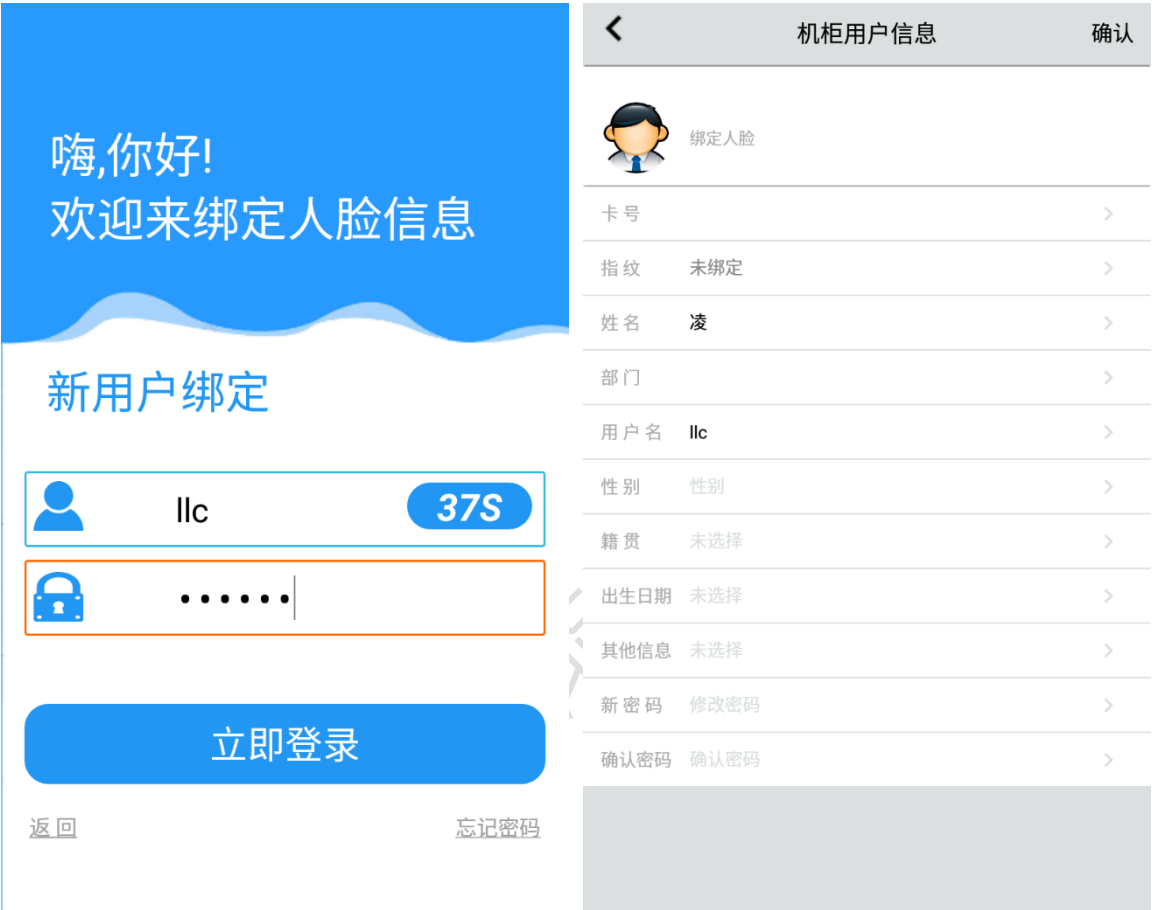 嗨,你好!
欢迎来绑定人脸信息
新用户绑定
llc 37S
••••••
立即登录
返 回 忘记密码
机柜用户信息 确认
绑定人脸
卡 号
指 纹 未绑定
姓 名 凌
部 门
用 户 名 llc
性 别 性别
籍 贯 未选择
出生日期 未选择
其他信息 未选择
新 密 码 修改密码
确认密码 确认密码